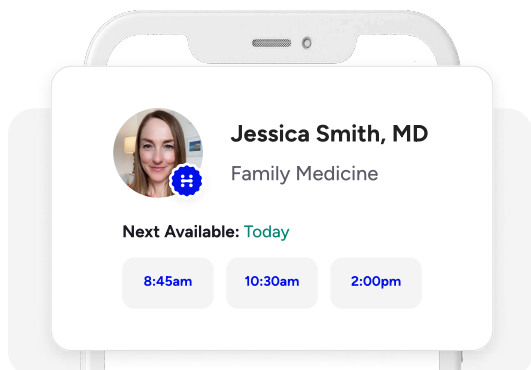 Jessica Smith, MD
Family Medicine
Next Available: Today
8:45am 10:30am 2:00pm